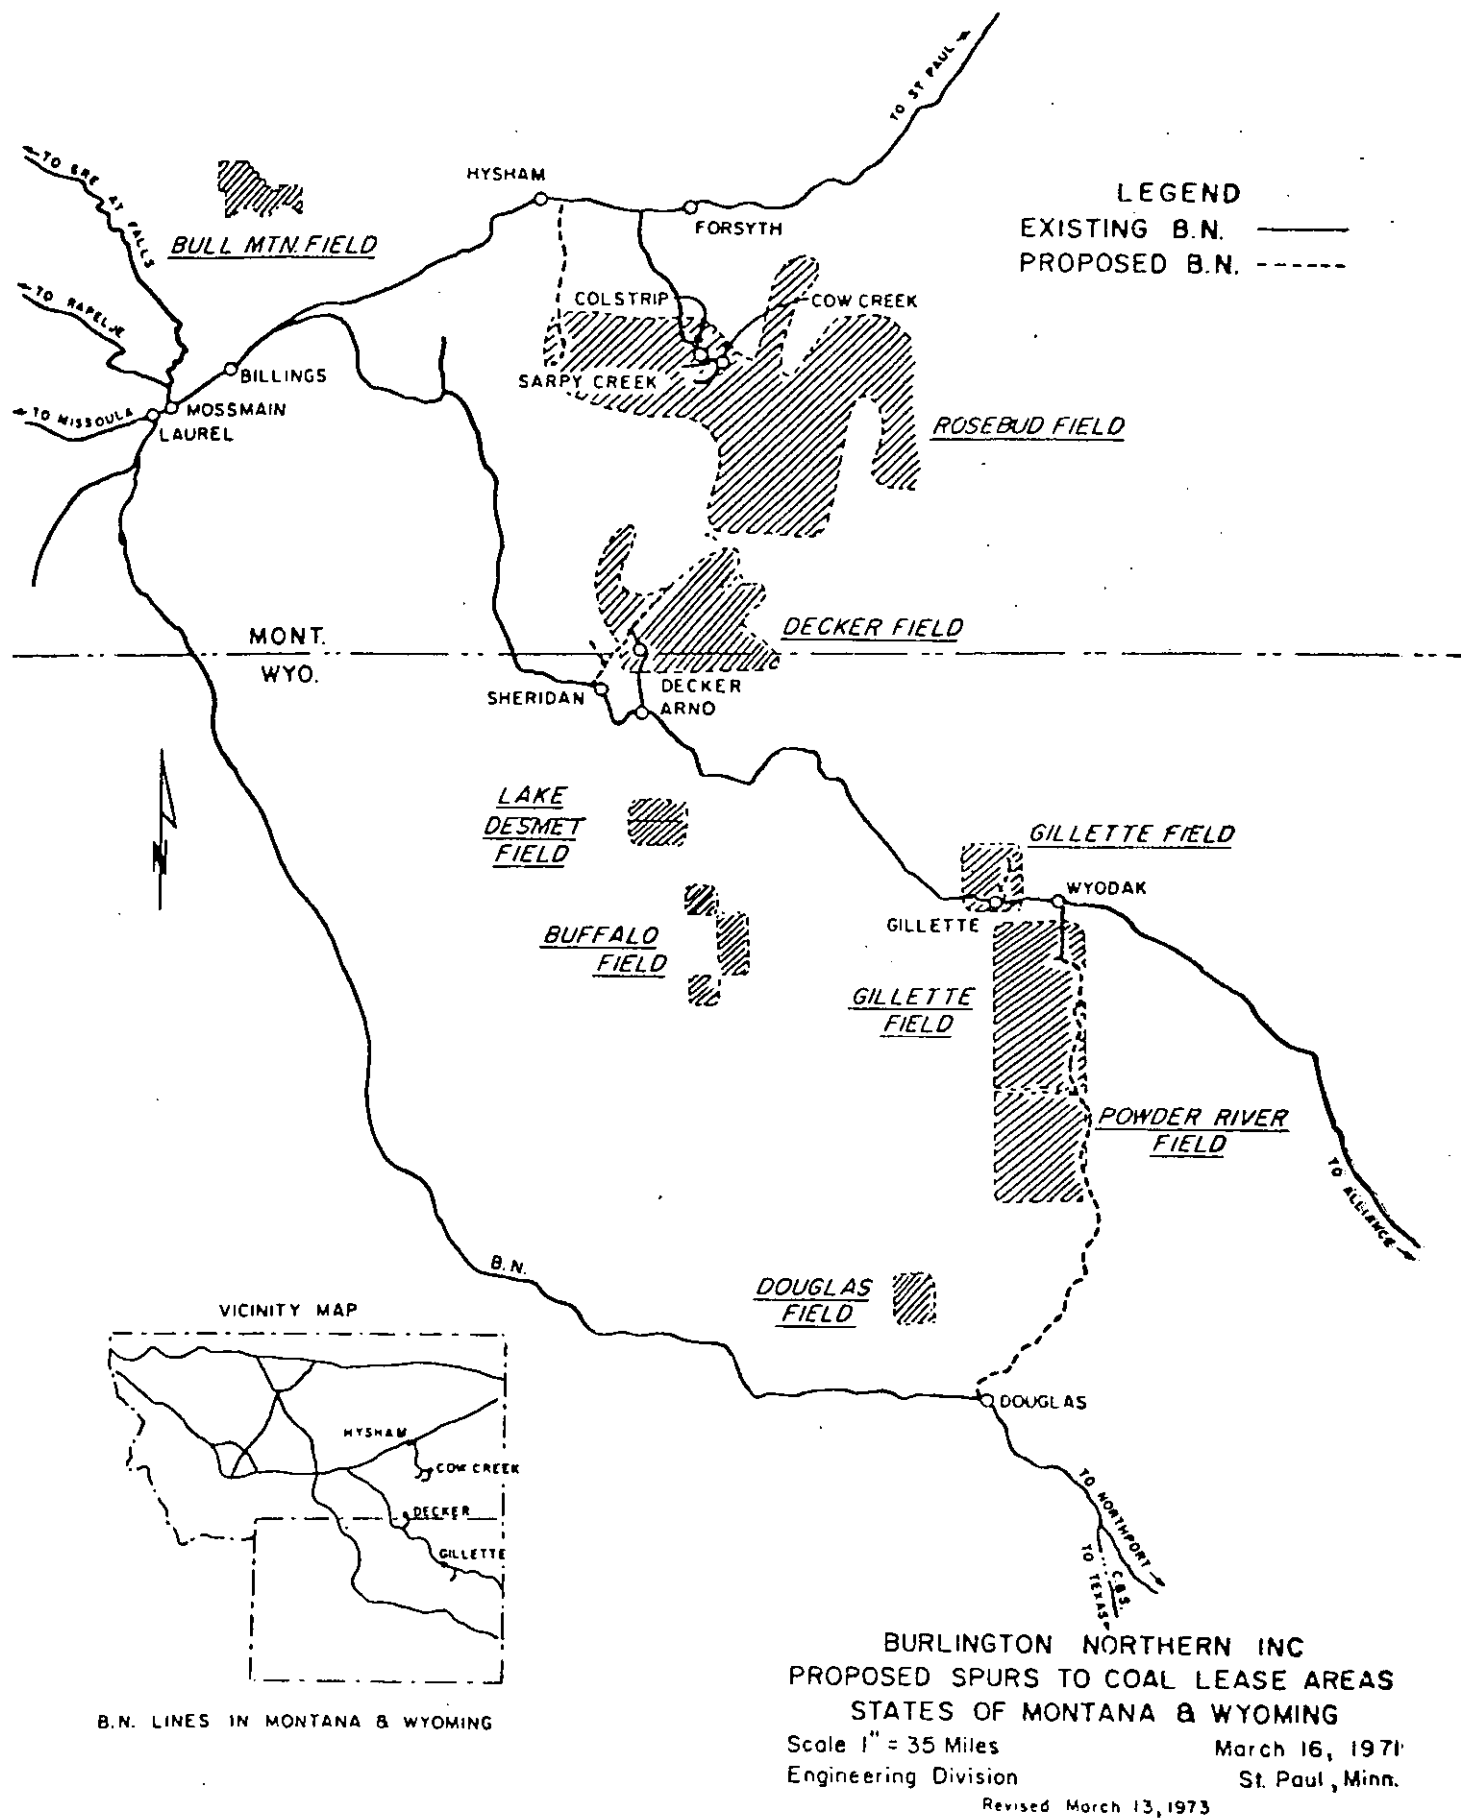 TO ST PAUL
TO GRE AT FALLS
HYSHAM
FORSYTH
LEGEND
EXISTING B.N.
PROPOSED B.N.
BULL MTN. FIELD
TO RAPELJE
COLSTRIP
COW CREEK
BILLINGS
SARPY CREEK
TO MISSOULA
MOSSMAIN
LAUREL
ROSEBUD FIELD
DECKER FIELD
MONT.
WYO.
SHERIDAN
DECKER
ARNO
N
LAKE
DESMET
FIELD
GILLETTE FIELD
WYODAK
GILLETTE
BUFFALO
FIELD
GILLETTE
FIELD
POWDER RIVER
FIELD
TO ALLIANCE
B.N.
DOUGLAS
FIELD
DOUGLAS
TO NORTHPORT
C.&S.
TO TEXAS
VICINITY MAP
HYSHAM
COW CREEK
DECKER
GILLETTE
B.N. LINES IN MONTANA & WYOMING
BURLINGTON NORTHERN INC
PROPOSED SPURS TO COAL LEASE AREAS
STATES OF MONTANA & WYOMING
Scale 1" = 35 Miles
March 16, 1971
Engineering Division
St. Paul, Minn.
Revised March 13, 1973